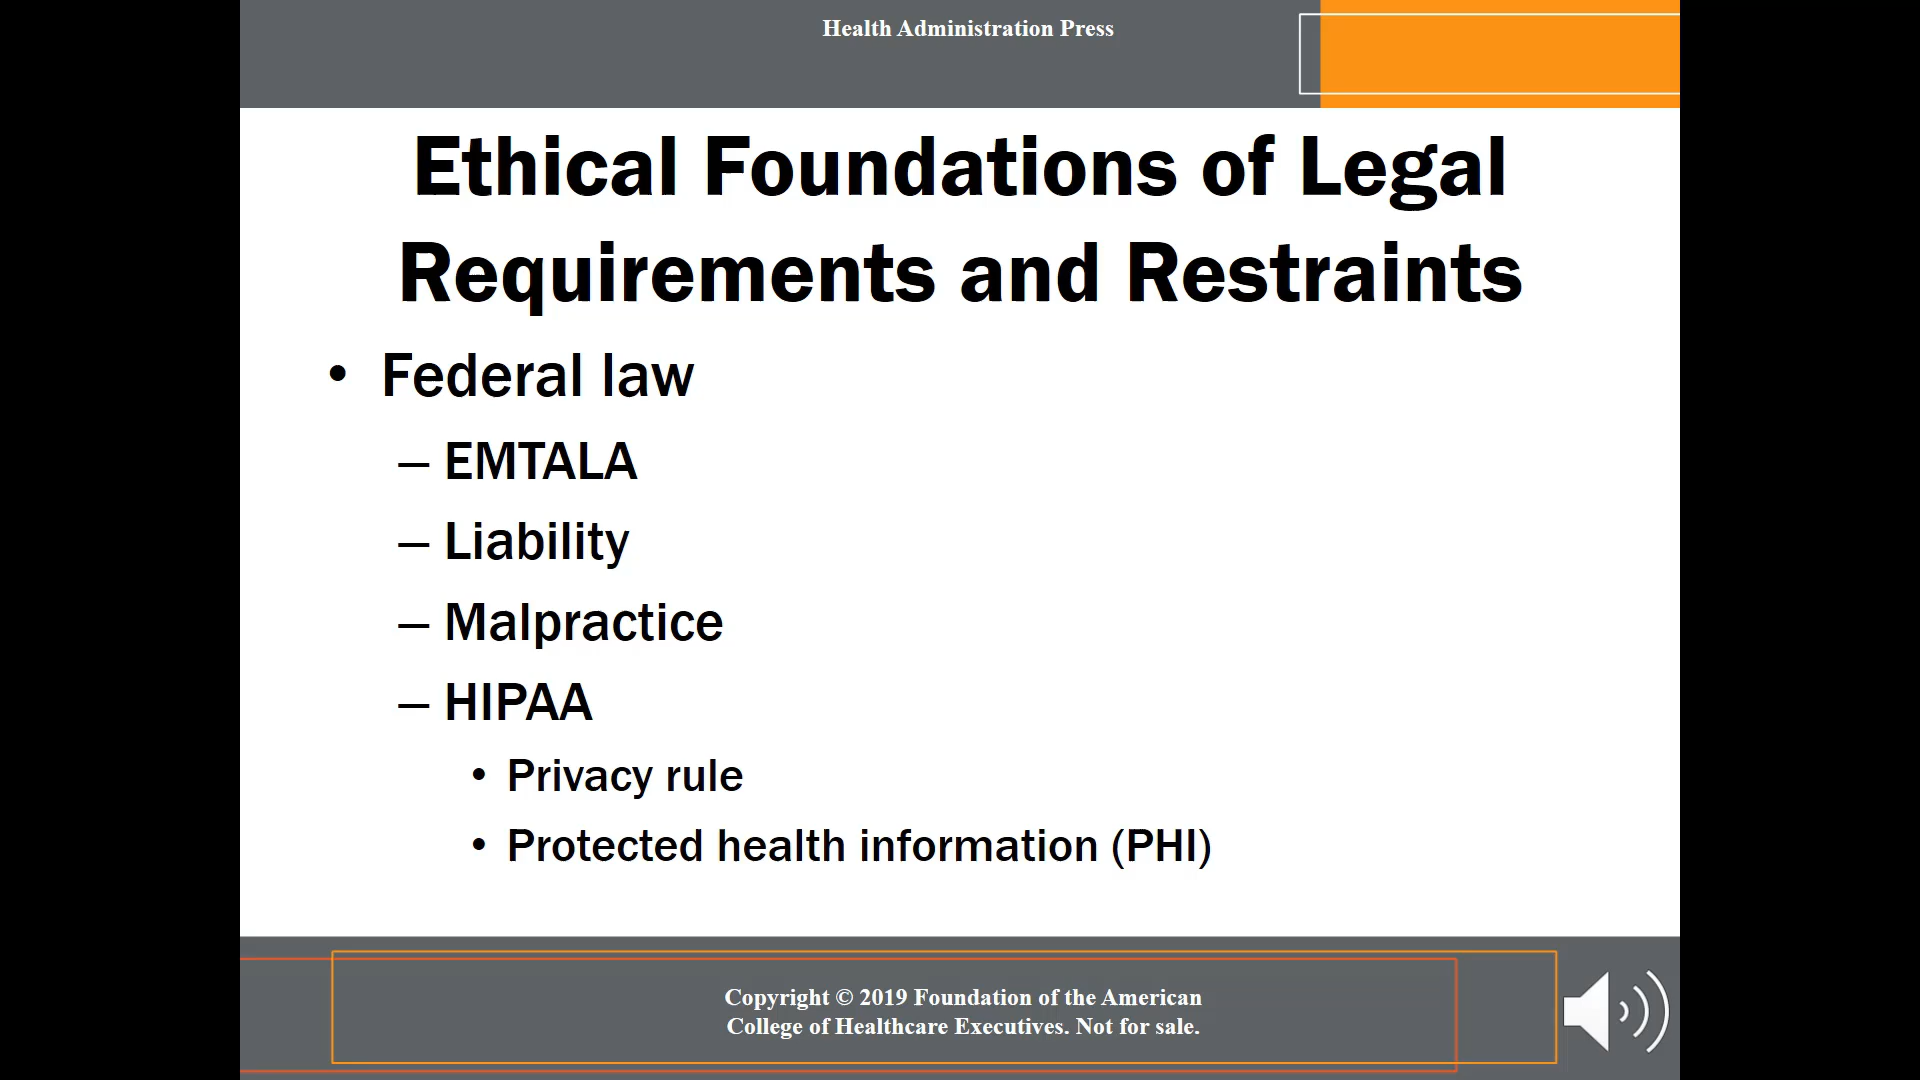 Health Administration Press
Ethical Foundations of Legal
Requirements and Restraints
• Federal law
– EMTALA
– Liability
– Malpractice
– HIPAA
• Privacy rule
• Protected health information (PHI)
Copyright © 2019 Foundation of the American
College of Healthcare Executives. Not for sale.